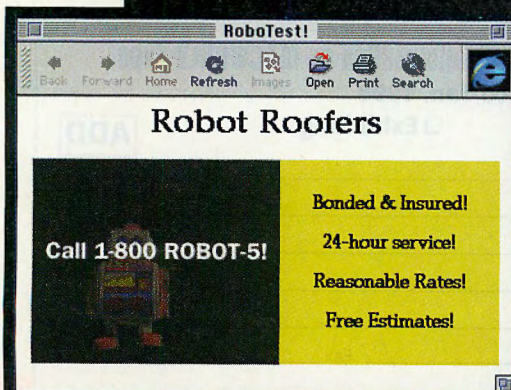 RoboTest!
Back Forward Home Refresh Images Open Print Search
Robot Roofers
Call 1-800 ROBOT-5!
Bonded & Insured!
24-hour service!
Reasonable Rates!
Free Estimates!